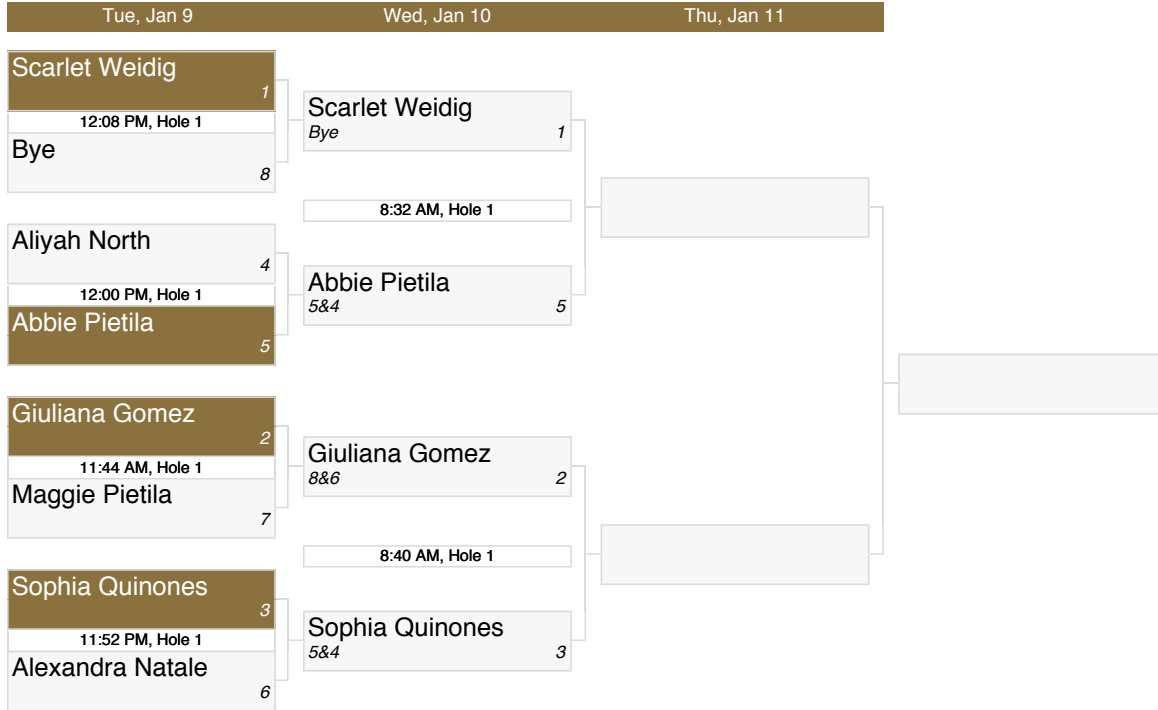 Tue, Jan 9
Wed, Jan 10
Thu, Jan 11
Scarlet Weidig
1
12:08 PM, Hole 1
Bye
8
Aliyah North
4
12:00 PM, Hole 1
Abbie Pietila
5
Giuliana Gomez
2
11:44 AM, Hole 1
Maggie Pietila
7
Sophia Quinones
3
11:52 PM, Hole 1
Alexandra Natale
6
Scarlet Weidig
Bye 1
8:32 AM, Hole 1
Abbie Pietila
5&4 5
Giuliana Gomez
8&6 2
8:40 AM, Hole 1
Sophia Quinones
5&4 3